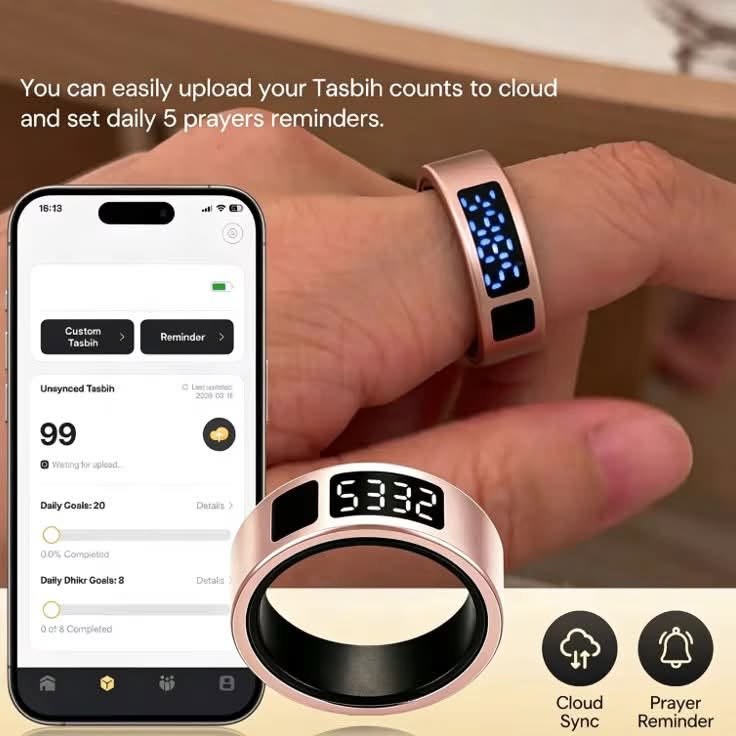 You can easily upload your Tasbih counts to cloud
and set daily 5 prayers reminders.
16:13
Custom
Tasbih
Reminder
Unsynced Tasbih
Last updated:
99
Waiting for upload...
Daily Goals: 20
Details
0.0% Completed
Daily Dhikr Goals: 8
Details
0 of 8 Completed
5332
Cloud
Sync
Prayer
Reminder